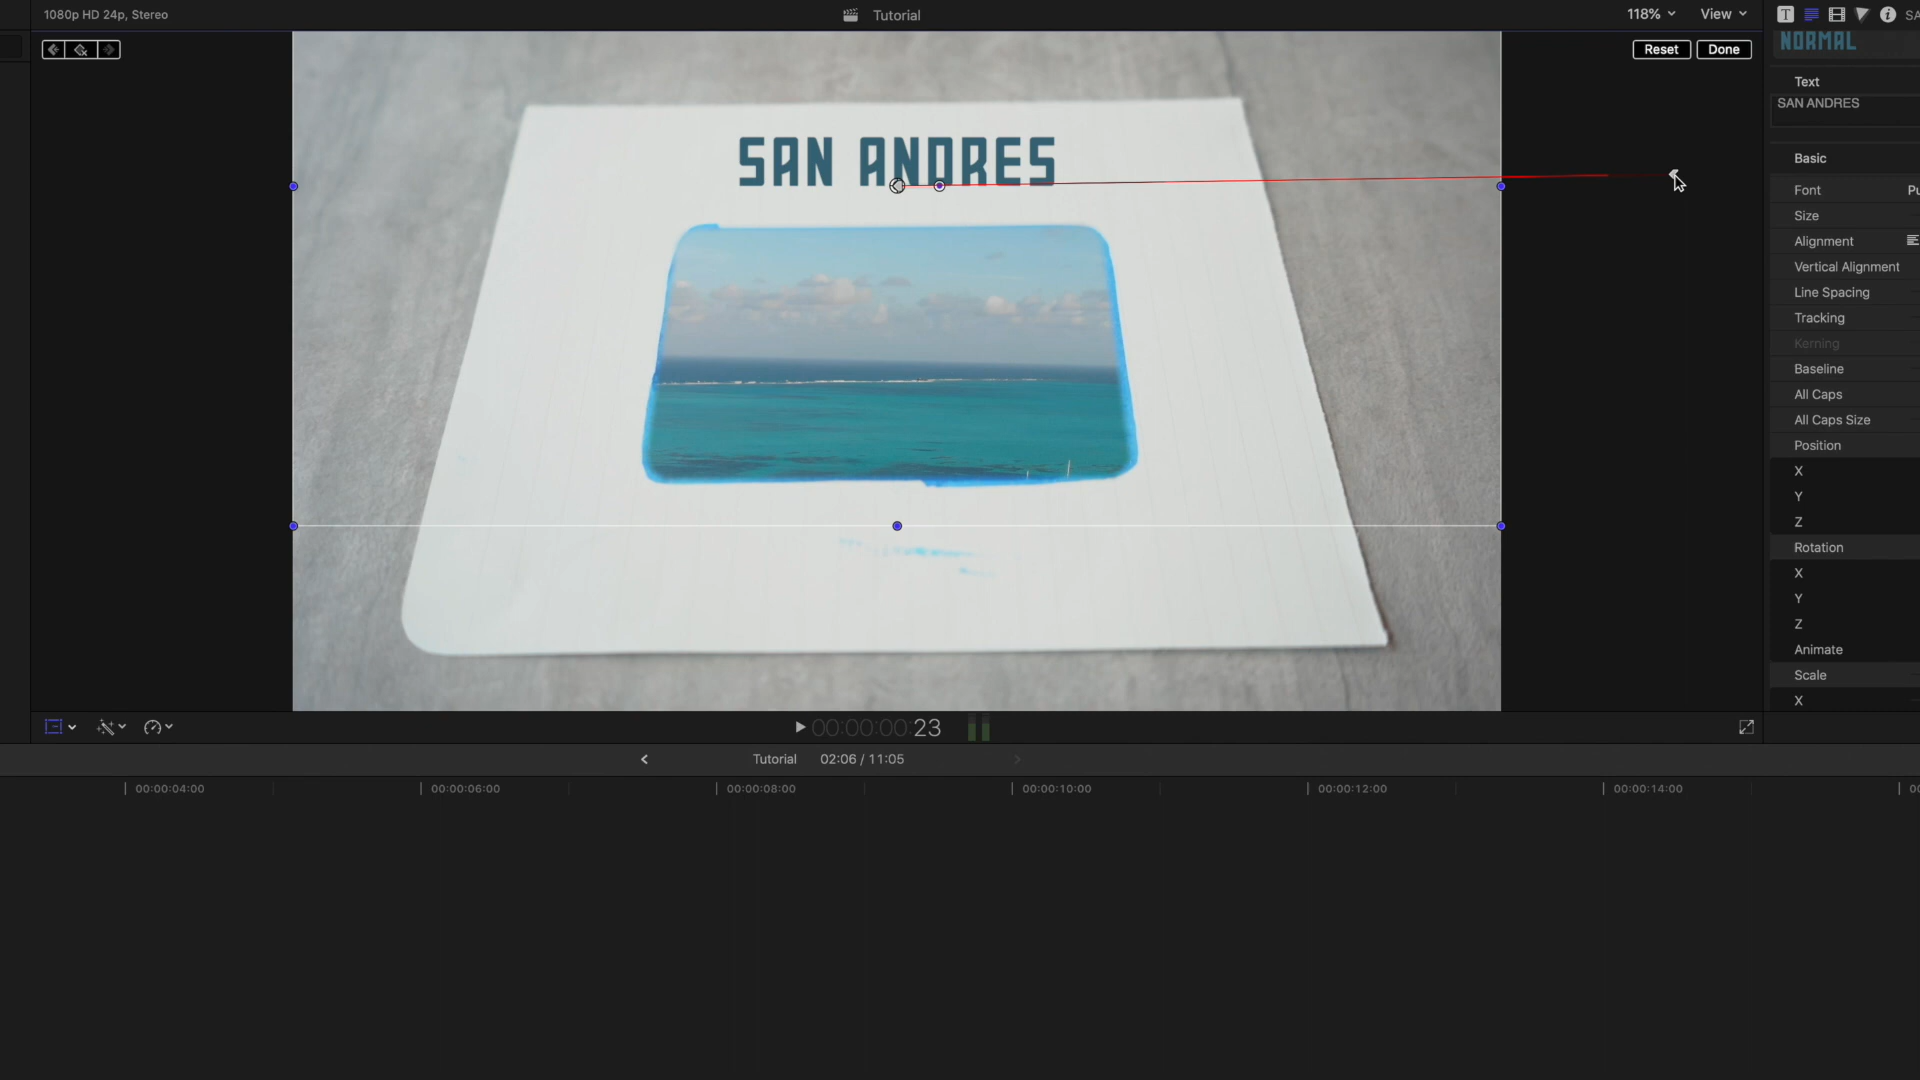 1080p HD 24p, Stereo
Tutorial
118%
View
T
SA
NORMAL
Reset
Done
Text
SAN ANDRES
SAN ANDRES
Basic
Font
Pu
Size
Alignment
Vertical Alignment
Line Spacing
Tracking
Kerning
Baseline
All Caps
All Caps Size
Position
X
Y
Z
Rotation
X
Y
Z
Animate
Scale
X
00:00:00:23
Tutorial 02:06 / 11:05
00:00:04:00 00:00:06:00 00:00:08:00 00:00:10:00 00:00:12:00 00:00:14:00 00